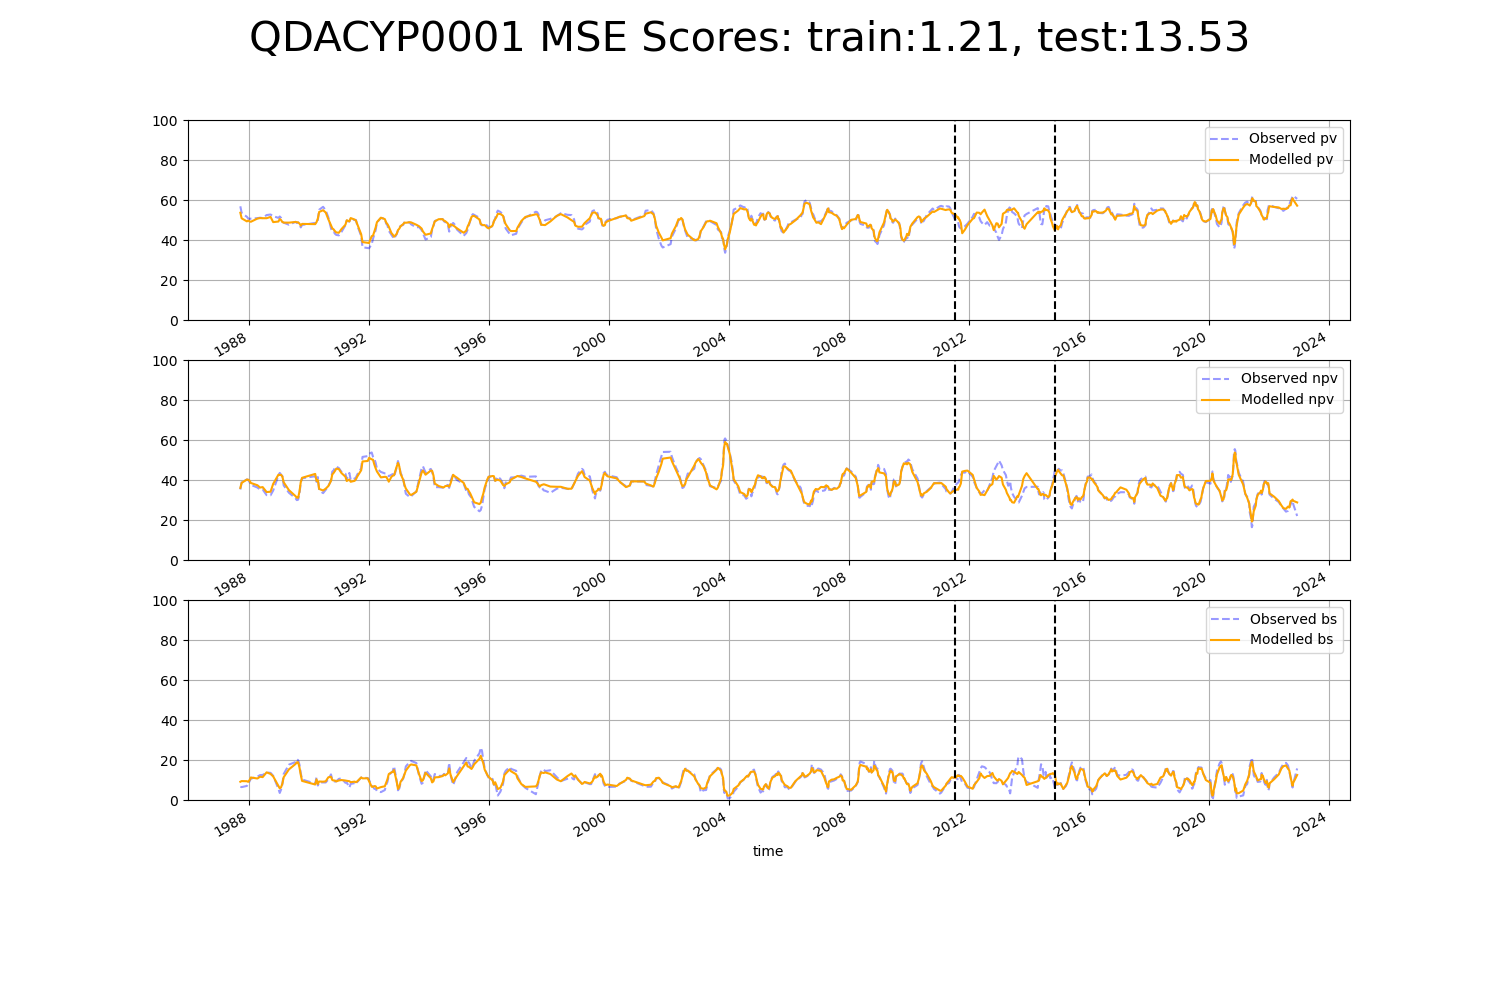 QDACYP0001 MSE Scores: train:1.21, test:13.53
100
80
60
40
20
0
Observed pv
Modelled pv
1988 1992 1996 2000 2004 2008 2012 2016 2020 2024
100
80
60
40
20
0
Observed npv
Modelled npv
1988 1992 1996 2000 2004 2008 2012 2016 2020 2024
100
80
60
40
20
0
Observed bs
Modelled bs
1988 1992 1996 2000 2004 2008 2012 2016 2020 2024
time